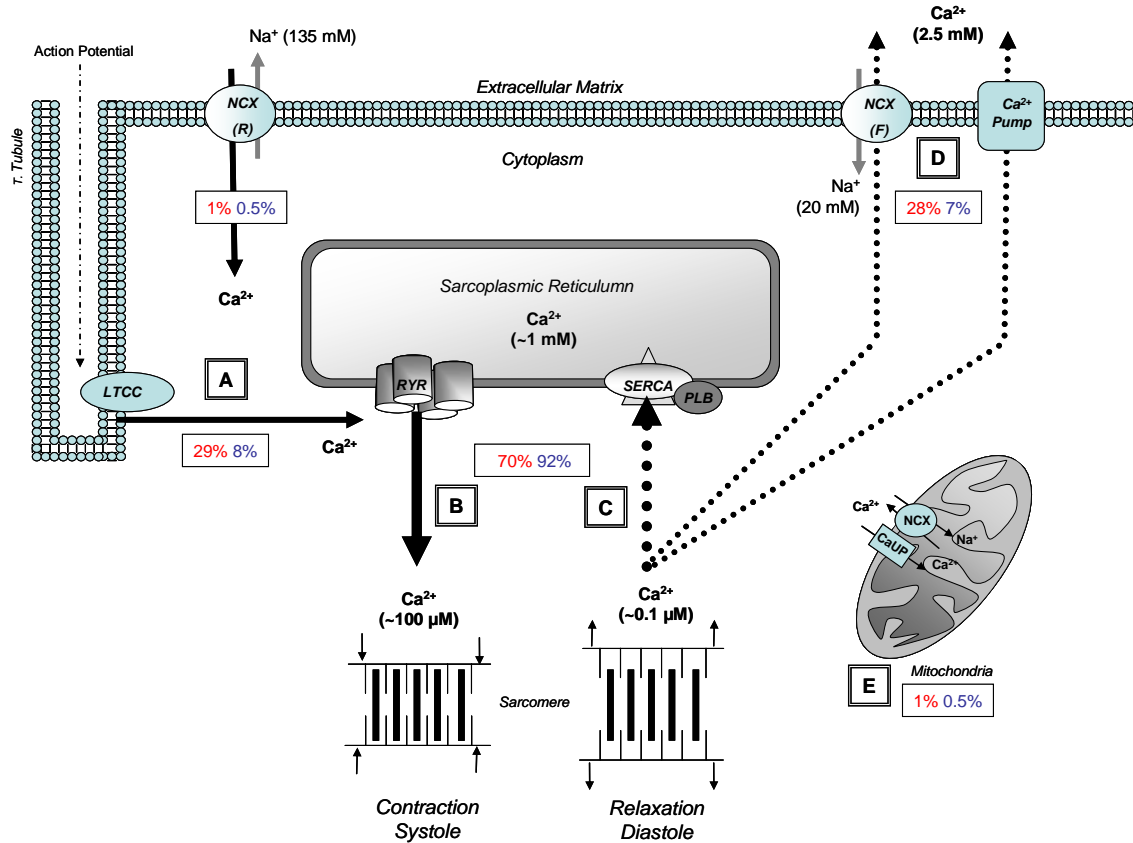 Action Potential
Na⁺ (135 mM)
Ca²⁺
(2.5 mM)
NCX
(R)
Extracellular Matrix
NCX
(F)
Ca²⁺
Pump
T. Tubule
Cytoplasm
D
Na⁺
(20 mM)
1% 0.5%
28% 7%
Ca²⁺
Sarcoplasmic Reticulumn
Ca²⁺
(~1 mM)
A
LTCC
RYR
SERCA
PLB
29% 8%
Ca²⁺
70% 92%
B
C
Ca²⁺
NCX
Na⁺
CaUP
Ca²⁺
Ca²⁺
(~100 µM)
Ca²⁺
(~0.1 µM)
E
Mitochondria
1% 0.5%
Sarcomere
Contraction
Systole
Relaxation
Diastole